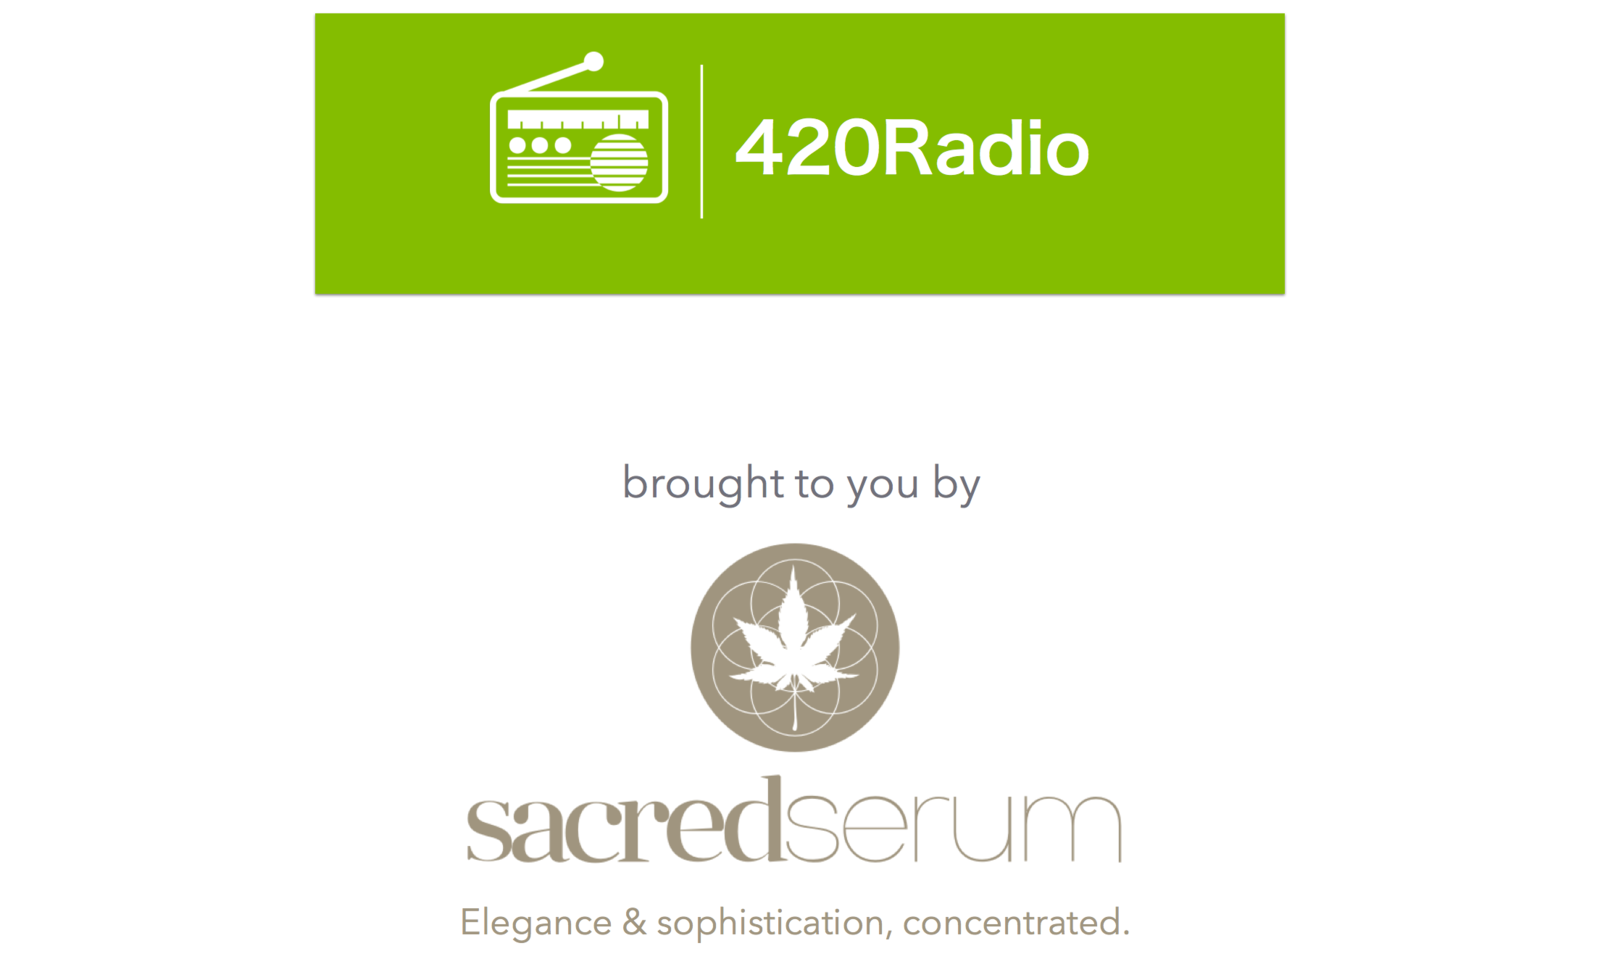 420Radio
brought to you by
sacredserum
Elegance & sophistication, concentrated.